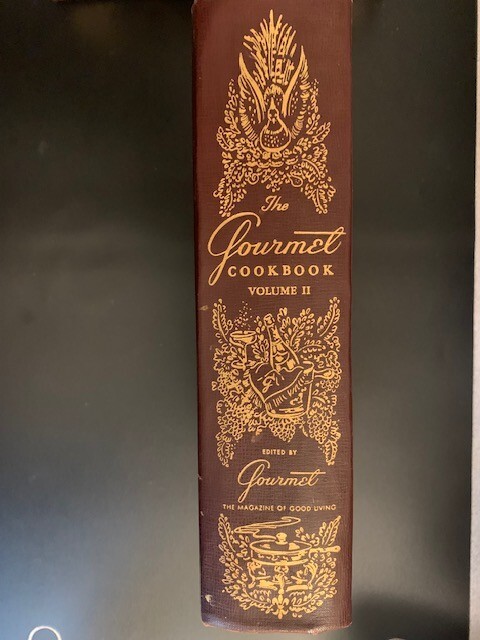 The
Gourmet
COOKBOOK
VOLUME II
EDITED BY
Gourmet
THE MAGAZINE OF GOOD LIVING